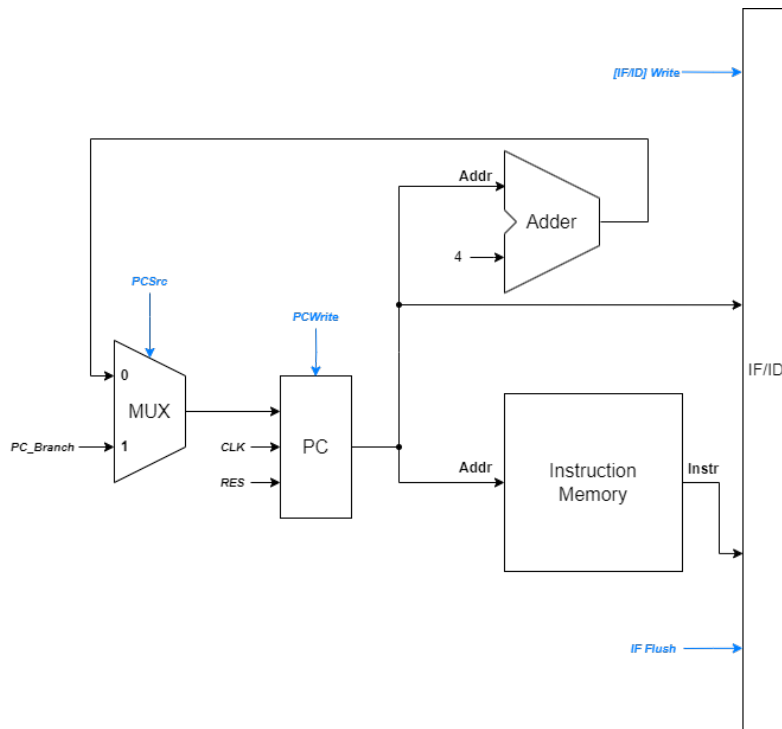 [IF/ID] Write
Addr
Adder
4
PCSrc
PCWrite
IF/ID
0
MUX
PC_Branch
1
CLK
PC
RES
Addr
Instruction
Memory
Instr
IF Flush